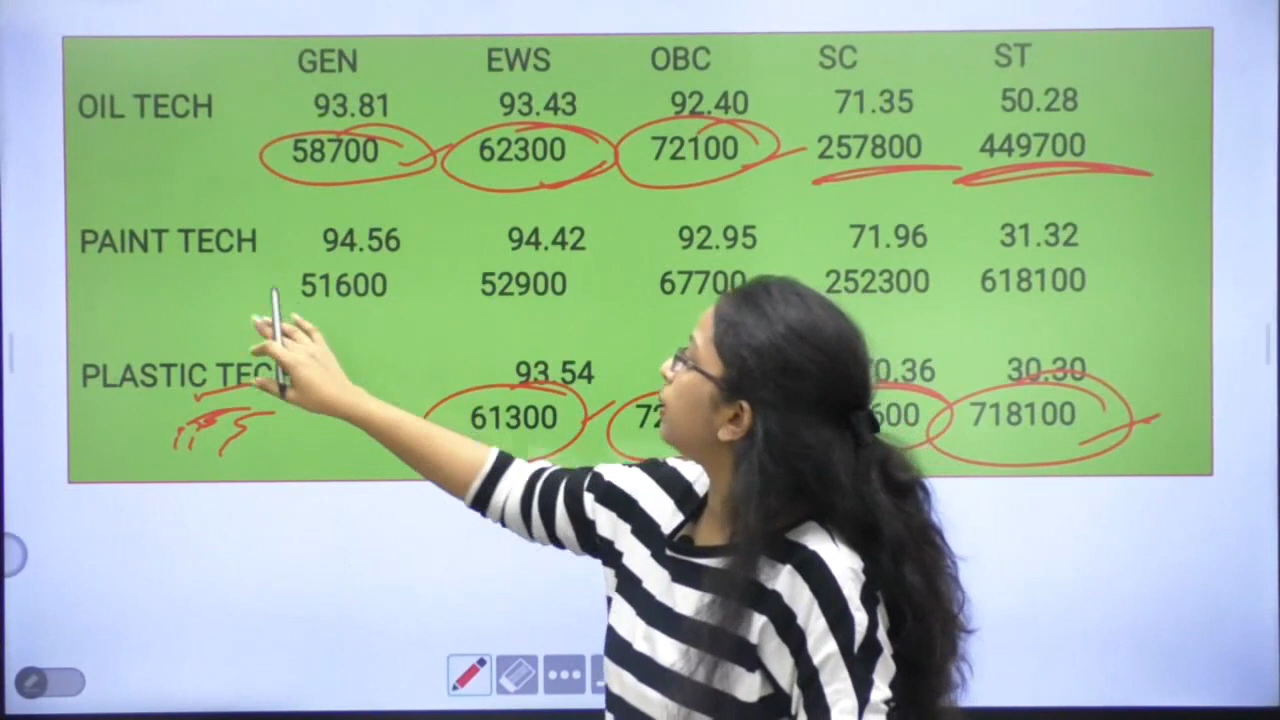 GEN EWS OBC SC ST
OIL TECH 93.81 93.43 92.40 71.35 50.28
58700 62300 72100 257800 449700
PAINT TECH 94.56 94.42 92.95 71.96 31.32
51600 52900 67700 252300 618100
PLASTIC 93.54 30.30
61300 718100